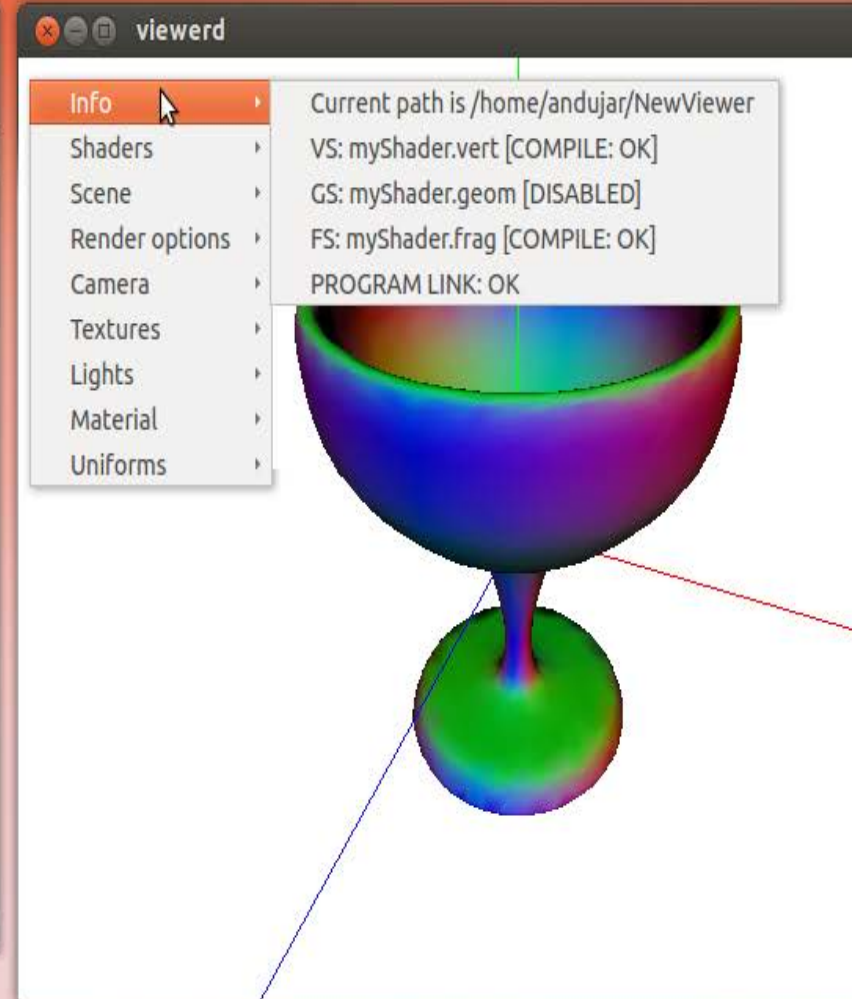 viewerd
Info
Shaders
Scene
Render options
Camera
Textures
Lights
Material
Uniforms
Current path is /home/andujar/NewViewer
VS: myShader.vert [COMPILE: OK]
GS: myShader.geom [DISABLED]
FS: myShader.frag [COMPILE: OK]
PROGRAM LINK: OK